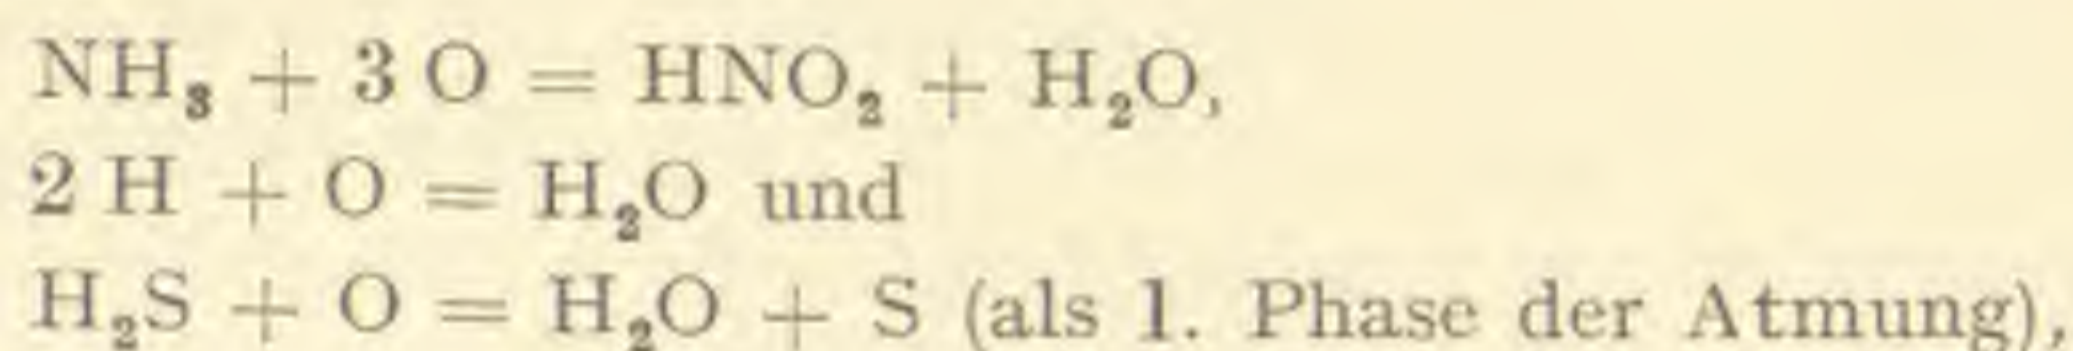 NH₃ + 3 O = HNO₂ + H₂O,
2 H + O = H₂O und
H₂S + O = H₂O + S (als 1. Phase der Atmung),